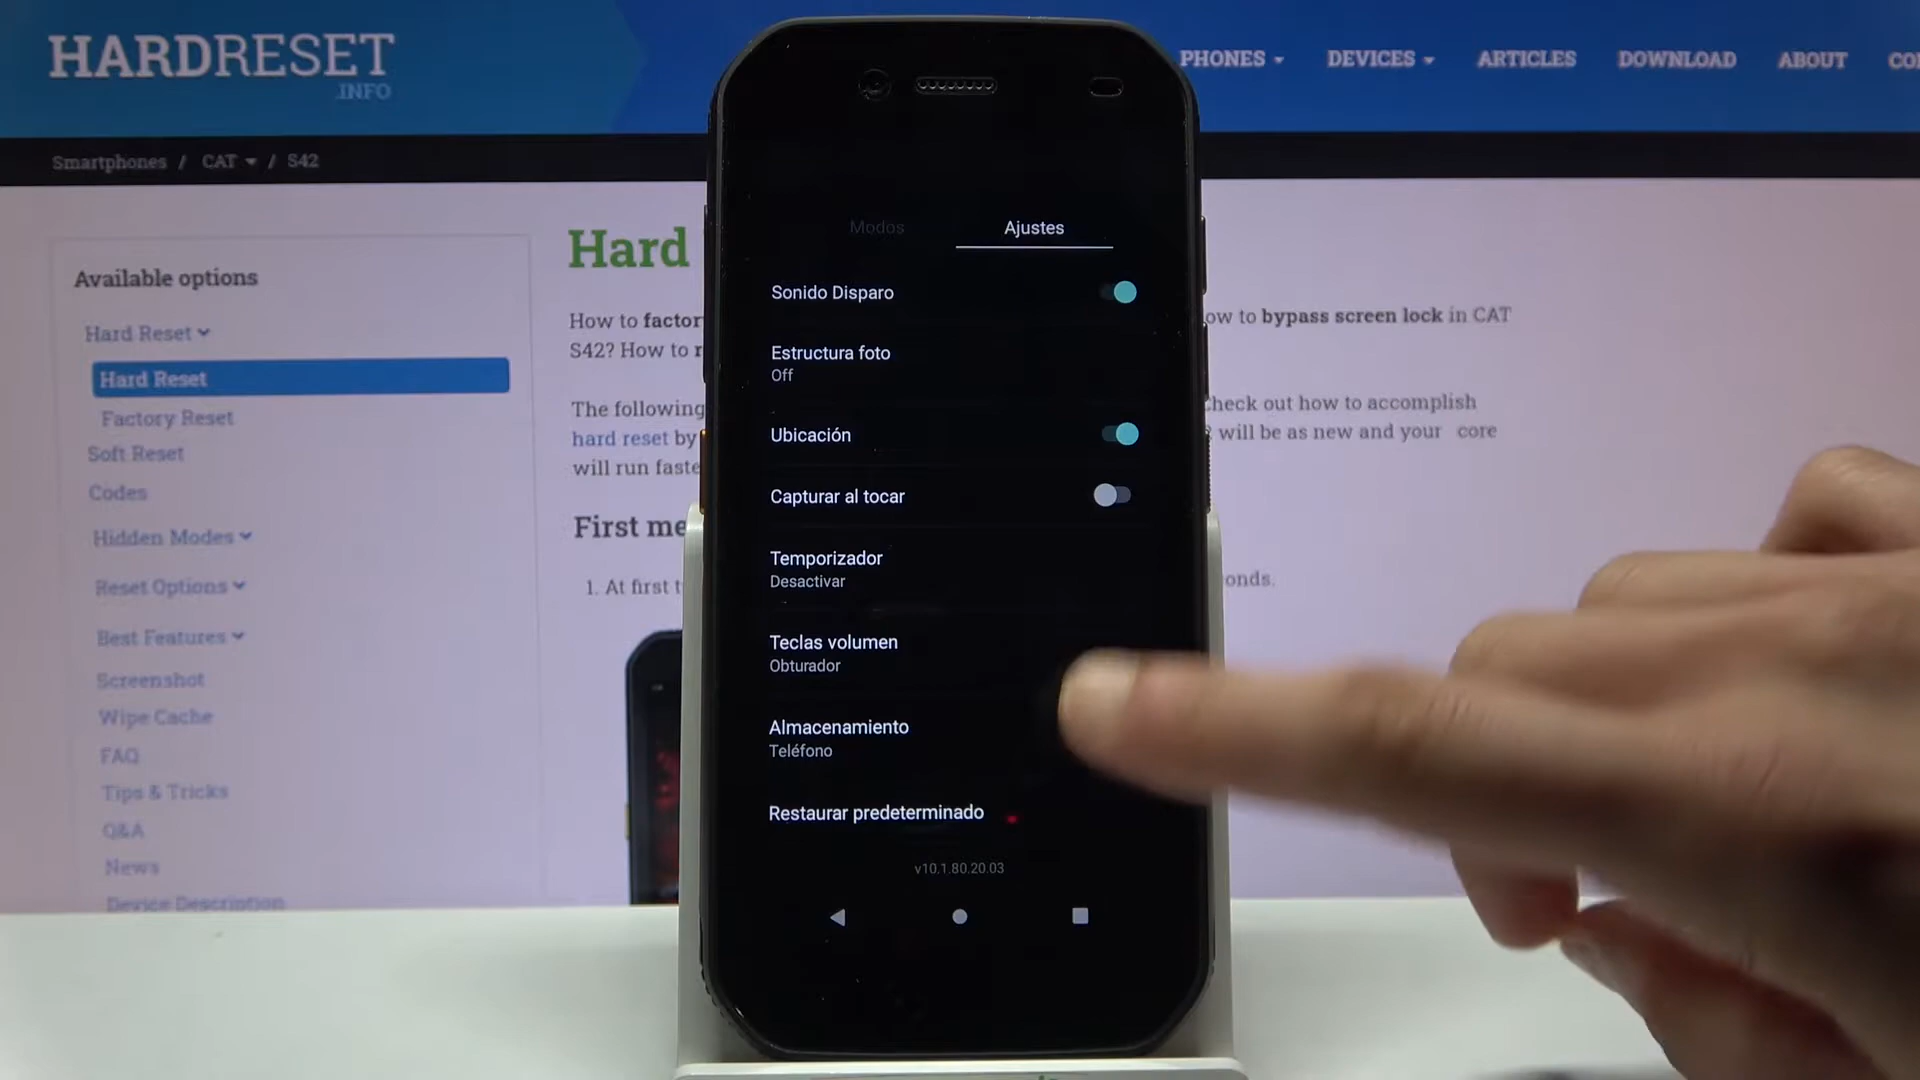 HARDRESET
.INFO
PHONES
DEVICES
ARTICLES
DOWNLOAD
ABOUT
Smartphones / CAT / S42
Available options
Hard Reset
Hard Reset
Factory Reset
Soft Reset
Codes
Hidden Modes
Reset Options
Best Features
Screenshot
Wipe Cache
FAQ
Tips & Tricks
Q&A
News
Device Description
Hard
How to factor
ow to bypass screen lock in CAT
S42? How to r
The following
check out how to accomplish
hard reset by
will be as new and your core
will run faste
First me
1. At first t
onds.
Modos
Ajustes
Sonido Disparo
Estructura foto
Off
Ubicación
Capturar al tocar
Temporizador
Desactivar
Teclas volumen
Obturador
Almacenamiento
Teléfono
Restaurar predeterminado
v10.1.80.20.03